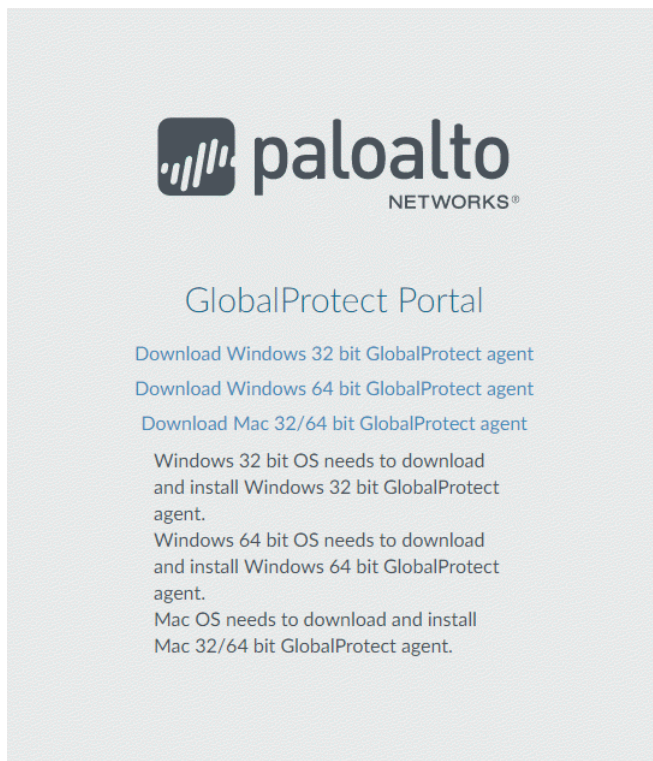 paloalto
NETWORKS®
GlobalProtect Portal
Download Windows 32 bit GlobalProtect agent
Download Windows 64 bit GlobalProtect agent
Download Mac 32/64 bit GlobalProtect agent
Windows 32 bit OS needs to download
and install Windows 32 bit GlobalProtect
agent.
Windows 64 bit OS needs to download
and install Windows 64 bit GlobalProtect
agent.
Mac OS needs to download and install
Mac 32/64 bit GlobalProtect agent.